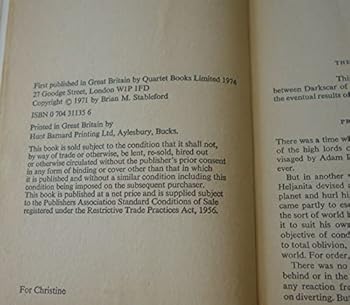 First published in Great Britain by Quartet Books Limited 1974
27 Goodge Street, London W1P 1FD
Copyright © 1971 by Brian M. Stableford
ISBN 0 704 31135 6
Printed in Great Britain by
Hunt Barnard Printing Ltd, Aylesbury, Bucks.
This book is sold subject to the condition that it shall not,
by way of trade or otherwise, be lent, re-sold, hired out
or otherwise circulated without the publisher's prior consent
in any form of binding or cover other than that in which
it is published and without a similar condition including this
condition being imposed on the subsequent purchaser.
This book is published at a net price and is supplied subject
to the Publishers Association Standard Conditions of Sale
registered under the Restrictive Trade Practices Act, 1956.
For Christine
THE
This
between Darkscar of
the eventual results of
PR
There was a time wh
of the high lords c
visaged by Adam
But in another
Heljanita devised a
planet and hurl hi
came partly to ese
the sort of world
it to suit his own
objective of condi
to total oblivion,
world. For order,
There was no
behind or in the
any reaction from
on diverting. But